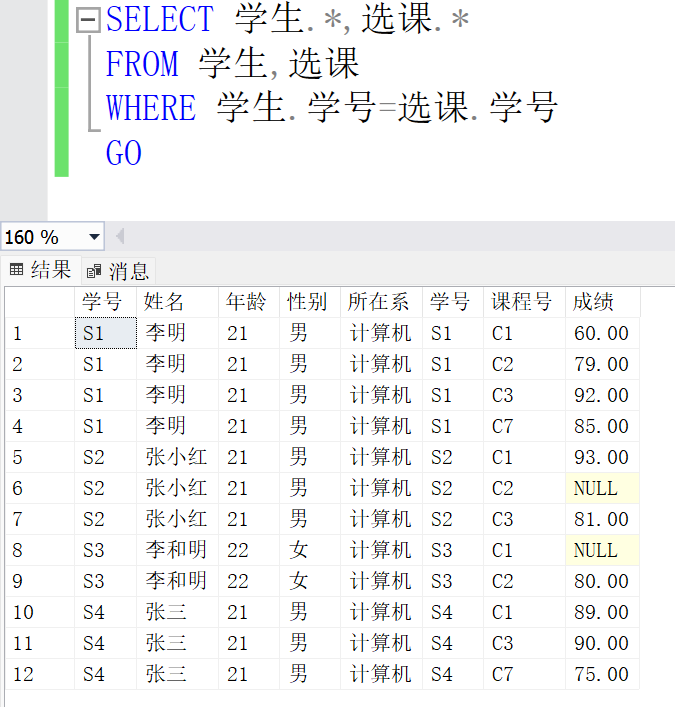 SELECT 学生.*,选课.*
FROM 学生,选课
WHERE 学生.学号=选课.学号
GO
160 %
结果 消息
学号 姓名 年龄 性别 所在系 学号 课程号 成绩
1 S1 李明 21 男 计算机 S1 C1 60.00
2 S1 李明 21 男 计算机 S1 C2 79.00
3 S1 李明 21 男 计算机 S1 C3 92.00
4 S1 李明 21 男 计算机 S1 C7 85.00
5 S2 张小红 21 男 计算机 S2 C1 93.00
6 S2 张小红 21 男 计算机 S2 C2 NULL
7 S2 张小红 21 男 计算机 S2 C3 81.00
8 S3 李和明 22 女 计算机 S3 C1 NULL
9 S3 李和明 22 女 计算机 S3 C2 80.00
10 S4 张三 21 男 计算机 S4 C1 89.00
11 S4 张三 21 男 计算机 S4 C3 90.00
12 S4 张三 21 男 计算机 S4 C7 75.00